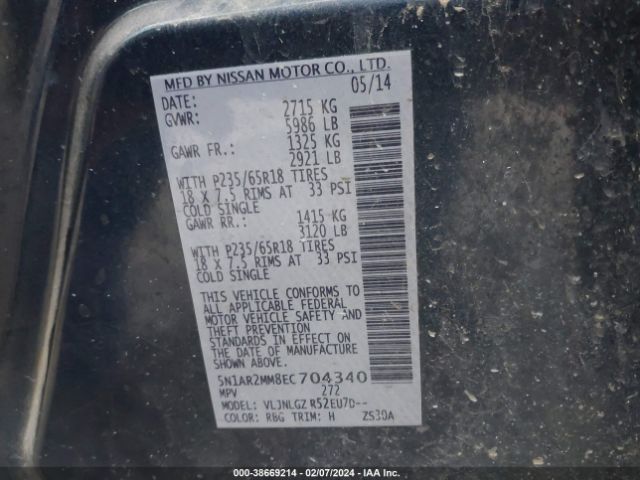 MFD BY NISSAN MOTOR CO., LTD.
DATE: 05/14
GVWR: 2715 KG
5986 LB
GAWR FR.: 1325 KG
2921 LB
WITH P235/65R18 TIRES
18 X 7.5 RIMS AT 33 PSI
COLD SINGLE
GAWR RR.: 1415 KG
3120 LB
WITH P235/65R18 TIRES
18 X 7.5 RIMS AT 33 PSI
COLD SINGLE
THIS VEHICLE CONFORMS TO
ALL APPLICABLE FEDERAL
MOTOR VEHICLE SAFETY AND
THEFT PREVENTION
STANDARDS IN EFFECT ON
THE DATE OF MANUFACTURE
SHOWN ABOVE.
5N1AR2MM8EC704340
MPV 272
MODEL: VLJNLGZ R52EU7D--
COLOR: RBG TRIM: H ZS30A
000-38669214 - 02/07/2024 - IAA Inc.